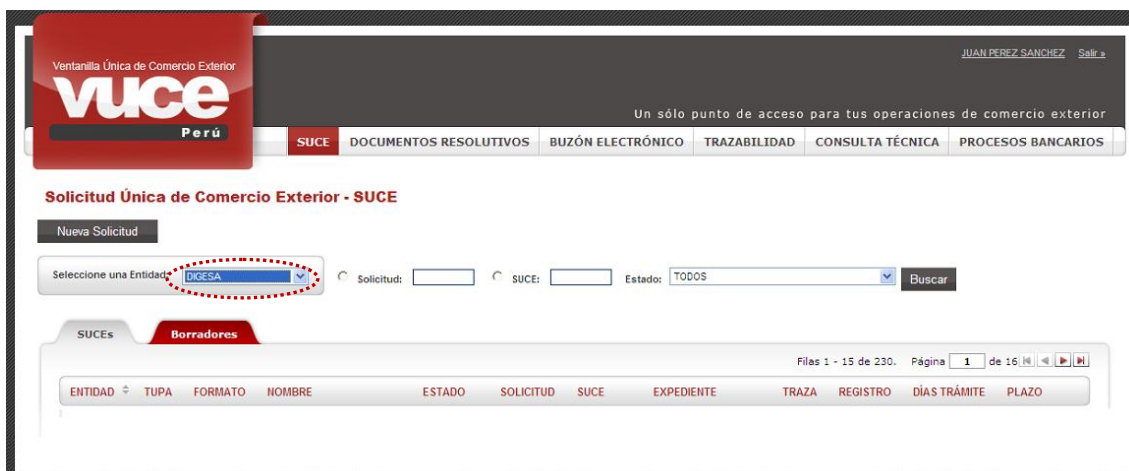 JUAN PEREZ SANCHEZ Salir »
Ventanilla Única de Comercio Exterior
vuce
Perú
Un sólo punto de acceso para tus operaciones de comercio exterior
SUCE DOCUMENTOS RESOLUTIVOS BUZÓN ELECTRÓNICO TRAZABILIDAD CONSULTA TÉCNICA PROCESOS BANCARIOS
Solicitud Única de Comercio Exterior - SUCE
Nueva Solicitud
Seleccione una Entidad: DIGESA Solicitud: SUCE: Estado: TODOS Buscar
SUCEs Borradores
Filas 1 - 15 de 230. Página 1 de 16
ENTIDAD TUPA FORMATO NOMBRE ESTADO SOLICITUD SUCE EXPEDIENTE TRAZA REGISTRO DÍAS TRÁMITE PLAZO